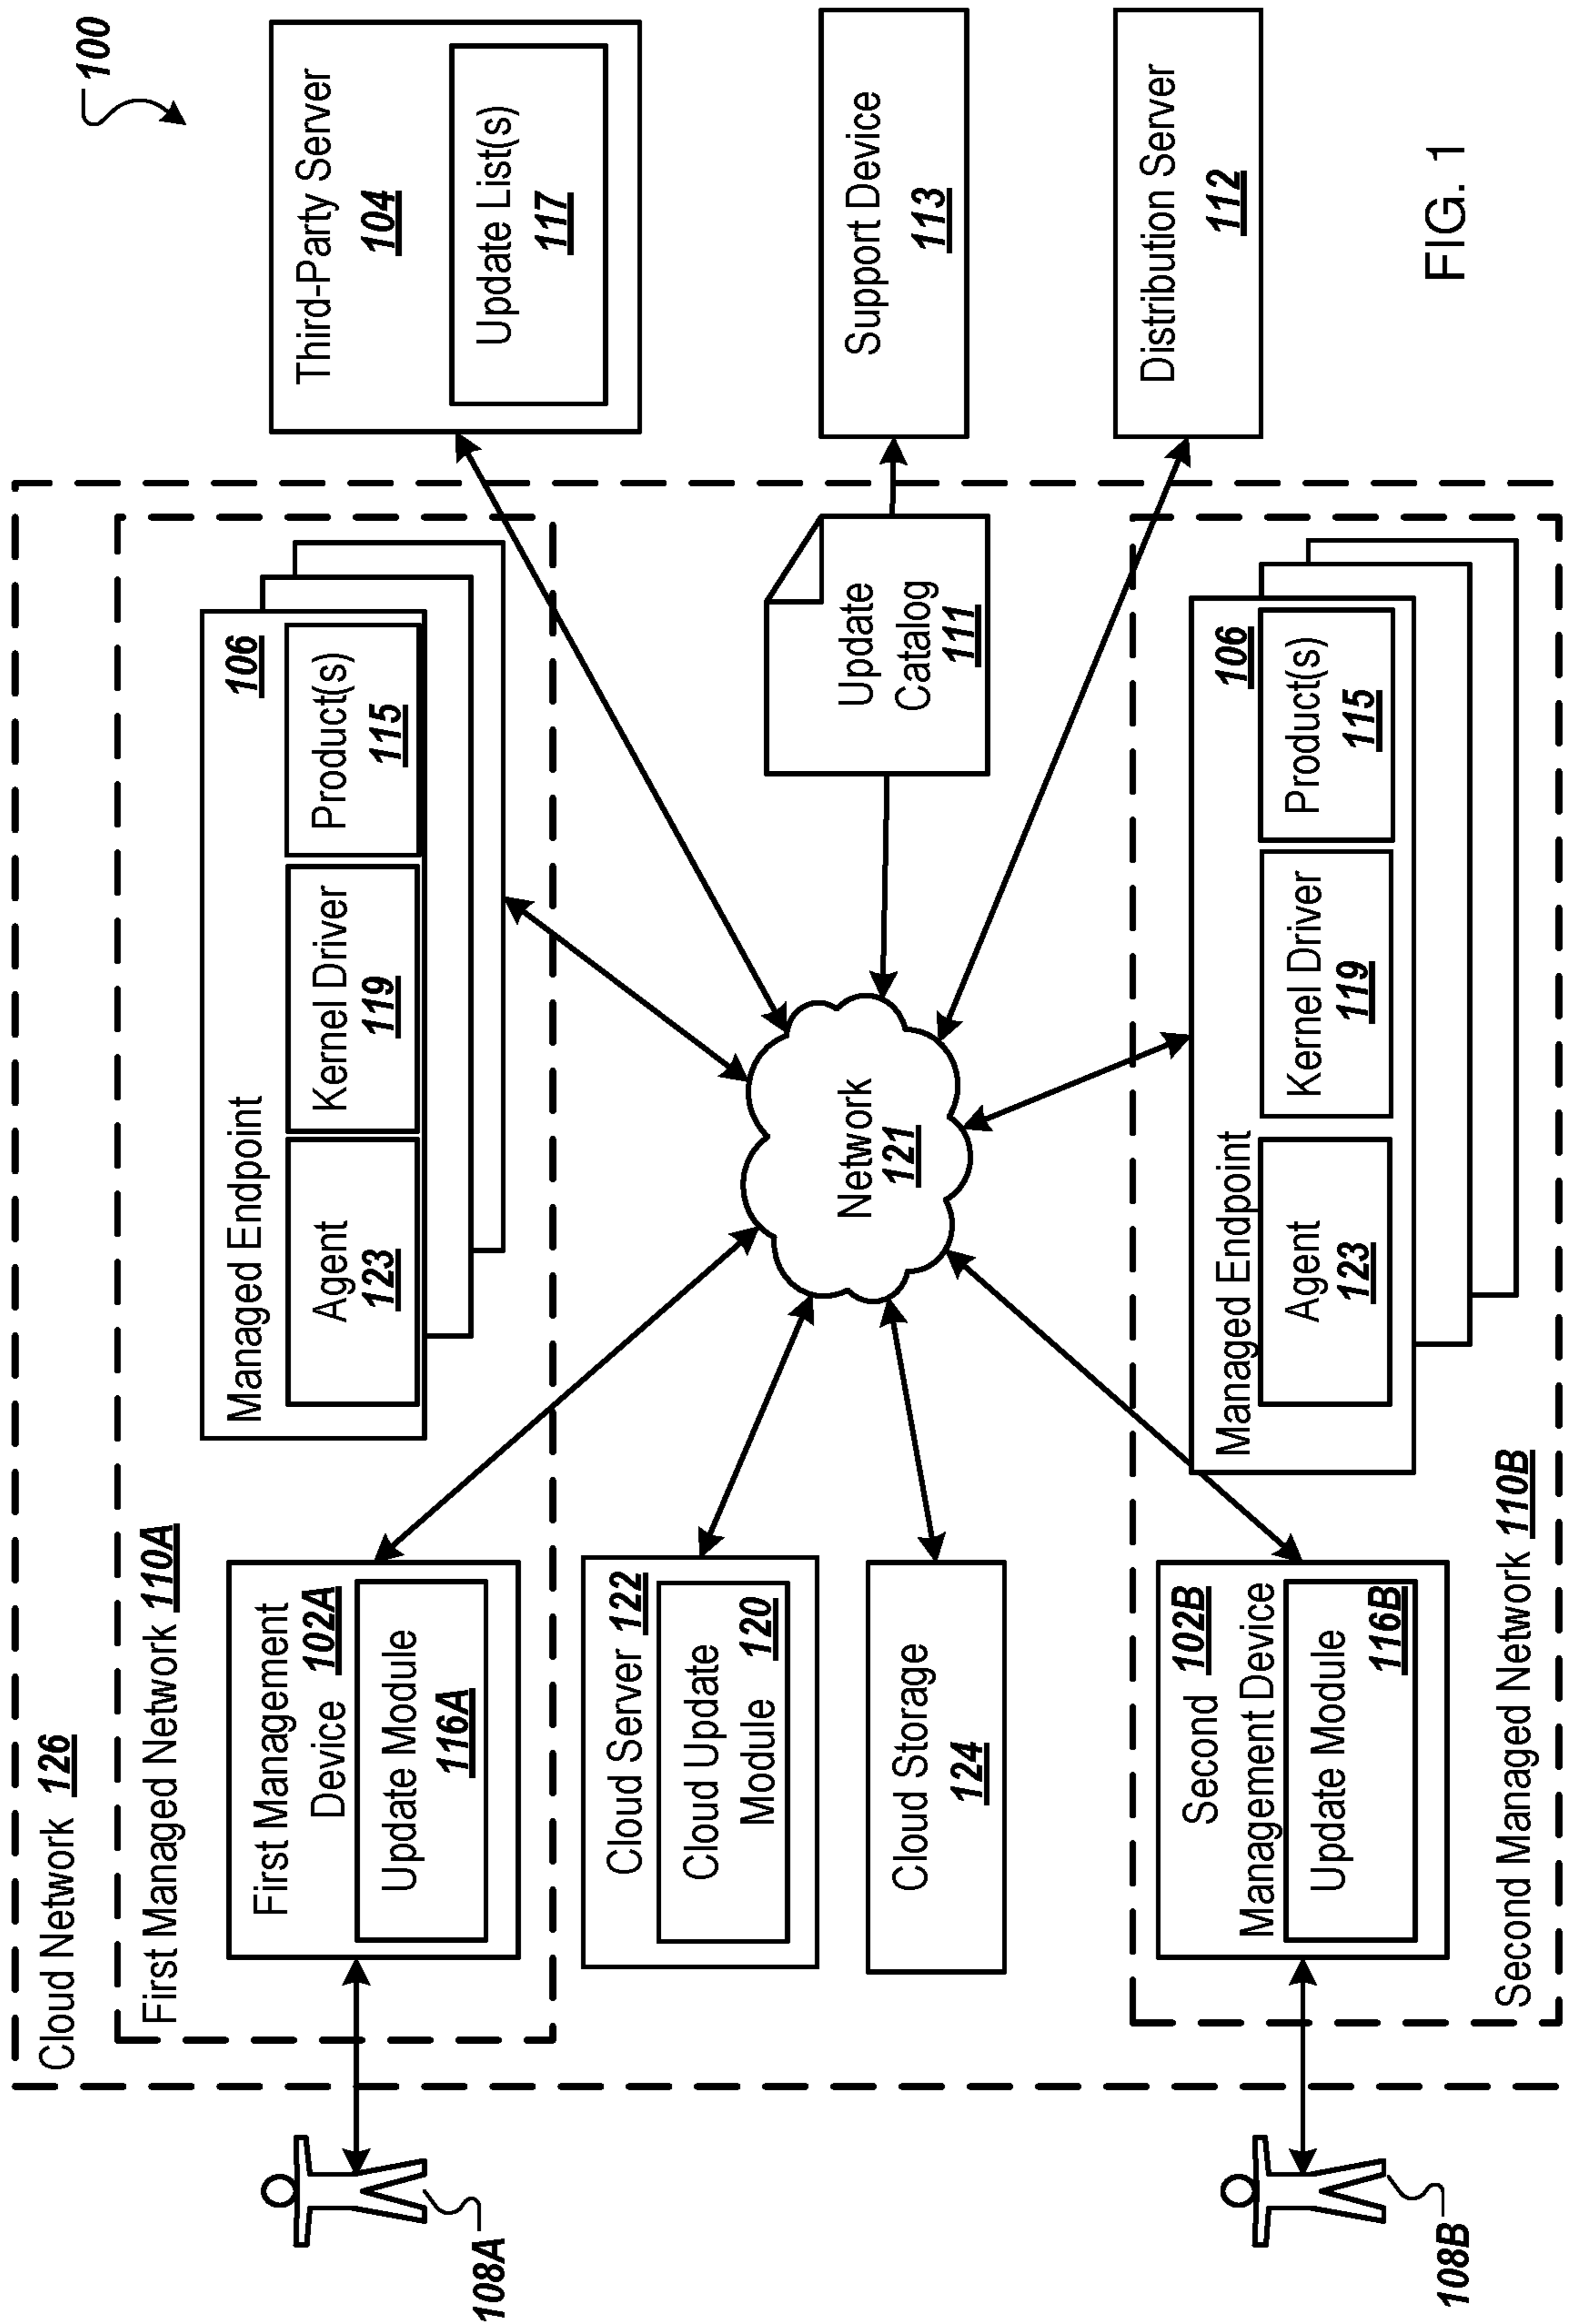 100
Cloud Network 126
First Managed Network 110A
First Management
Device 102A
Update Module
116A
Managed Endpoint
106
Agent
123
Kernel Driver
119
Product(s)
115
Third-Party Server
104
Update List(s)
117
108A
Cloud Server 122
Cloud Update
Module 120
Cloud Storage
124
Network
121
Update
Catalog
111
Support Device
113
Second 102B
Management Device
Update Module
116B
Managed Endpoint
106
Agent
123
Kernel Driver
119
Product(s)
115
Distribution Server
112
108B
Second Managed Network 110B
FIG. 1